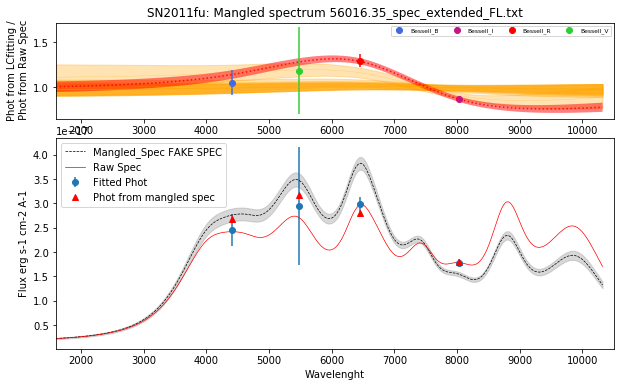 SN2011fu: Mangled spectrum 56016.35_spec_extended_FL.txt
Phot from LCfitting /
Phot from Raw Spec
1.5
1.0
Bessell_B
Bessell_I
Bessell_R
Bessell_V
2000 3000 4000 5000 6000 7000 8000 9000 10000
Flux erg s-1 cm-2 A-1
4.0
3.5
3.0
2.5
2.0
1.5
1.0
0.5
Mangled_Spec FAKE SPEC
Raw Spec
Fitted Phot
Phot from mangled spec
2000 3000 4000 5000 6000 7000 8000 9000 10000
Wavelenght